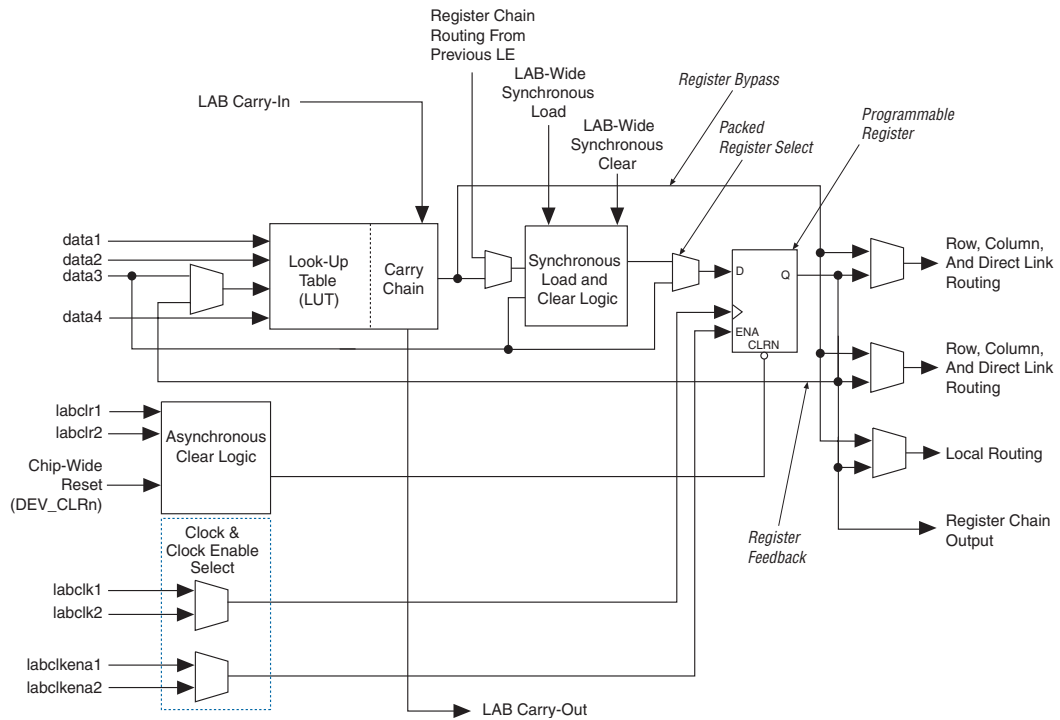 Register Chain
Routing From
Previous LE
LAB-Wide
Synchronous
Load
Register Bypass
LAB Carry-In
LAB-Wide
Synchronous
Clear
Packed
Register Select
Programmable
Register
data1
data2
data3
data4
Look-Up
Table
(LUT)
Carry
Chain
Synchronous
Load and
Clear Logic
D
Q
ENA
CLRN
Row, Column,
And Direct Link
Routing
Row, Column,
And Direct Link
Routing
labclr1
labclr2
Chip-Wide
Reset
(DEV_CLRn)
Asynchronous
Clear Logic
Local Routing
Clock &
Clock Enable
Select
Register
Feedback
Register Chain
Output
labclk1
labclk2
labclkena1
labclkena2
LAB Carry-Out